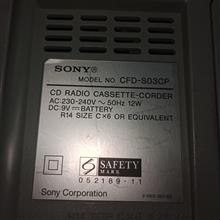 SONY®
MODEL NO. CFD-S03CP
CD RADIO CASSETTE-CORDER
AC:230-240V ~ 50Hz 12W
DC:9V ⎓ BATTERY
R14 SIZE C×6 OR EQUIVALENT
SAFETY
MARK
052189-11
Sony Corporation